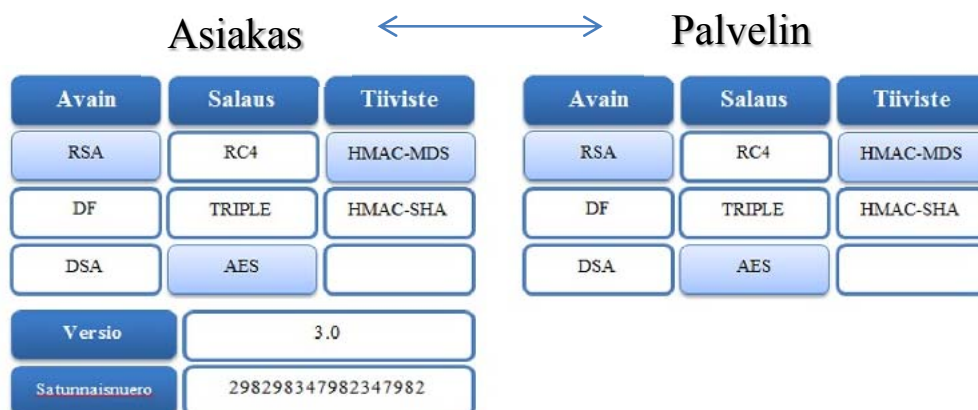 Asiakas Palvelin
Avain Salaus Tiiviste Avain Salaus Tiiviste
RSA RC4 HMAC-MDS RSA RC4 HMAC-MDS
DF TRIPLE HMAC-SHA DF TRIPLE HMAC-SHA
DSA AES DSA AES
Versio 3.0
Satunnaisnuero 298298347982347982